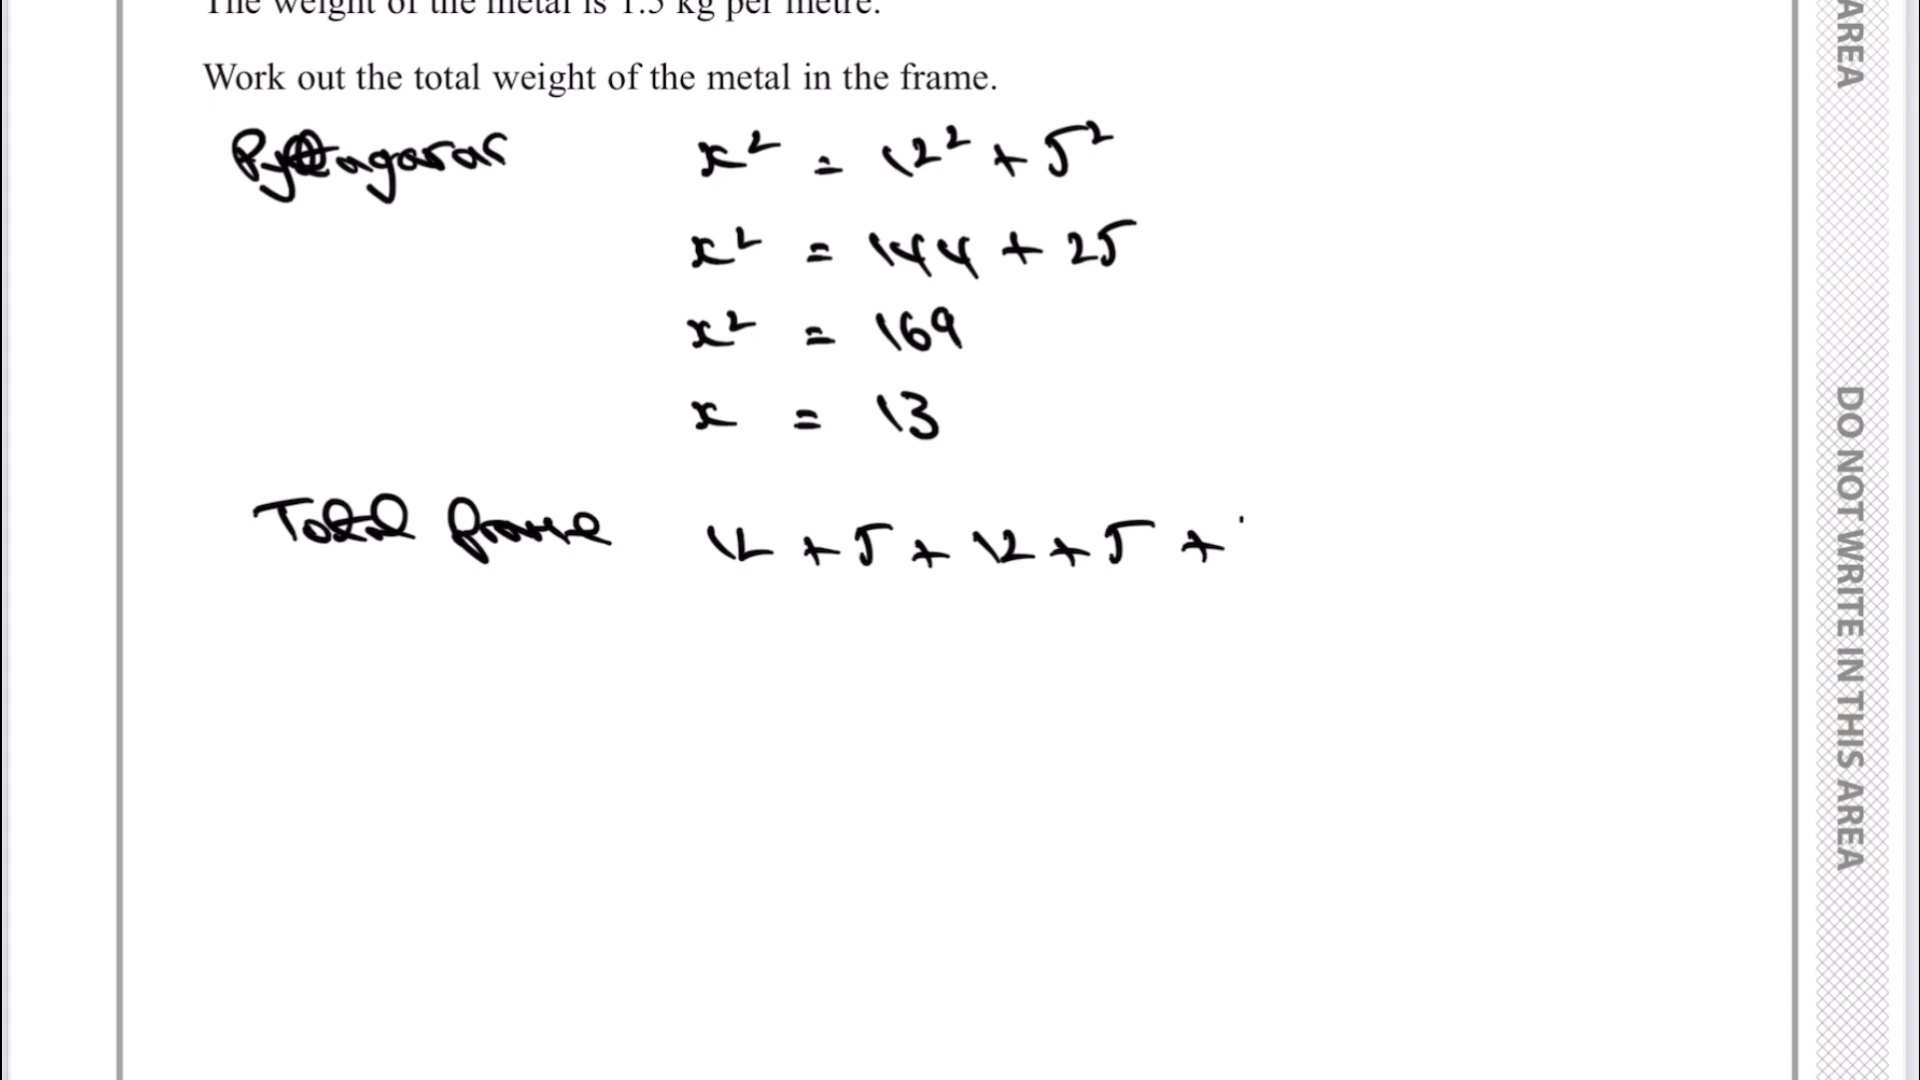 The weight of the metal is 1.5 kg per metre.
Work out the total weight of the metal in the frame.
Pythagoras
x² = 12² + 5²
x² = 144 + 25
x² = 169
x = 13
Total frame 12 + 5 + 12 + 5 +
AREA
DO NOT WRITE IN THIS AREA